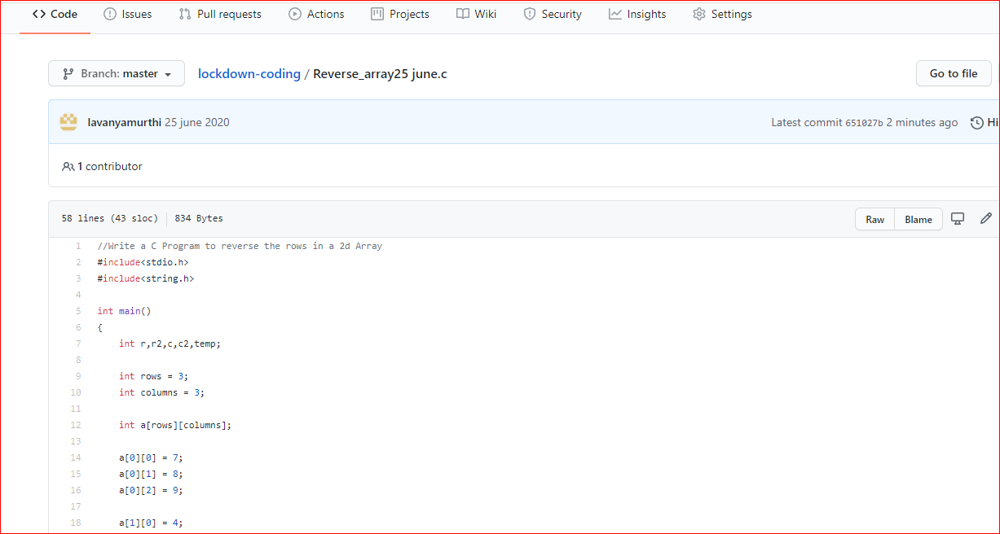 Code Issues Pull requests Actions Projects Wiki Security Insights Settings
Branch: master lockdown-coding / Reverse_array25 june.c Go to file
lavanyamurthi 25 june 2020 Latest commit 651027b 2 minutes ago Hi
1 contributor
58 lines (43 sloc) 834 Bytes Raw Blame
1 //Write a C Program to reverse the rows in a 2d Array
2 #include<stdio.h>
3 #include<string.h>
4
5 int main()
6 {
7 int r,r2,c,c2,temp;
8
9 int rows = 3;
10 int columns = 3;
11
12 int a[rows][columns];
13
14 a[0][0] = 7;
15 a[0][1] = 8;
16 a[0][2] = 9;
17
18 a[1][0] = 4;